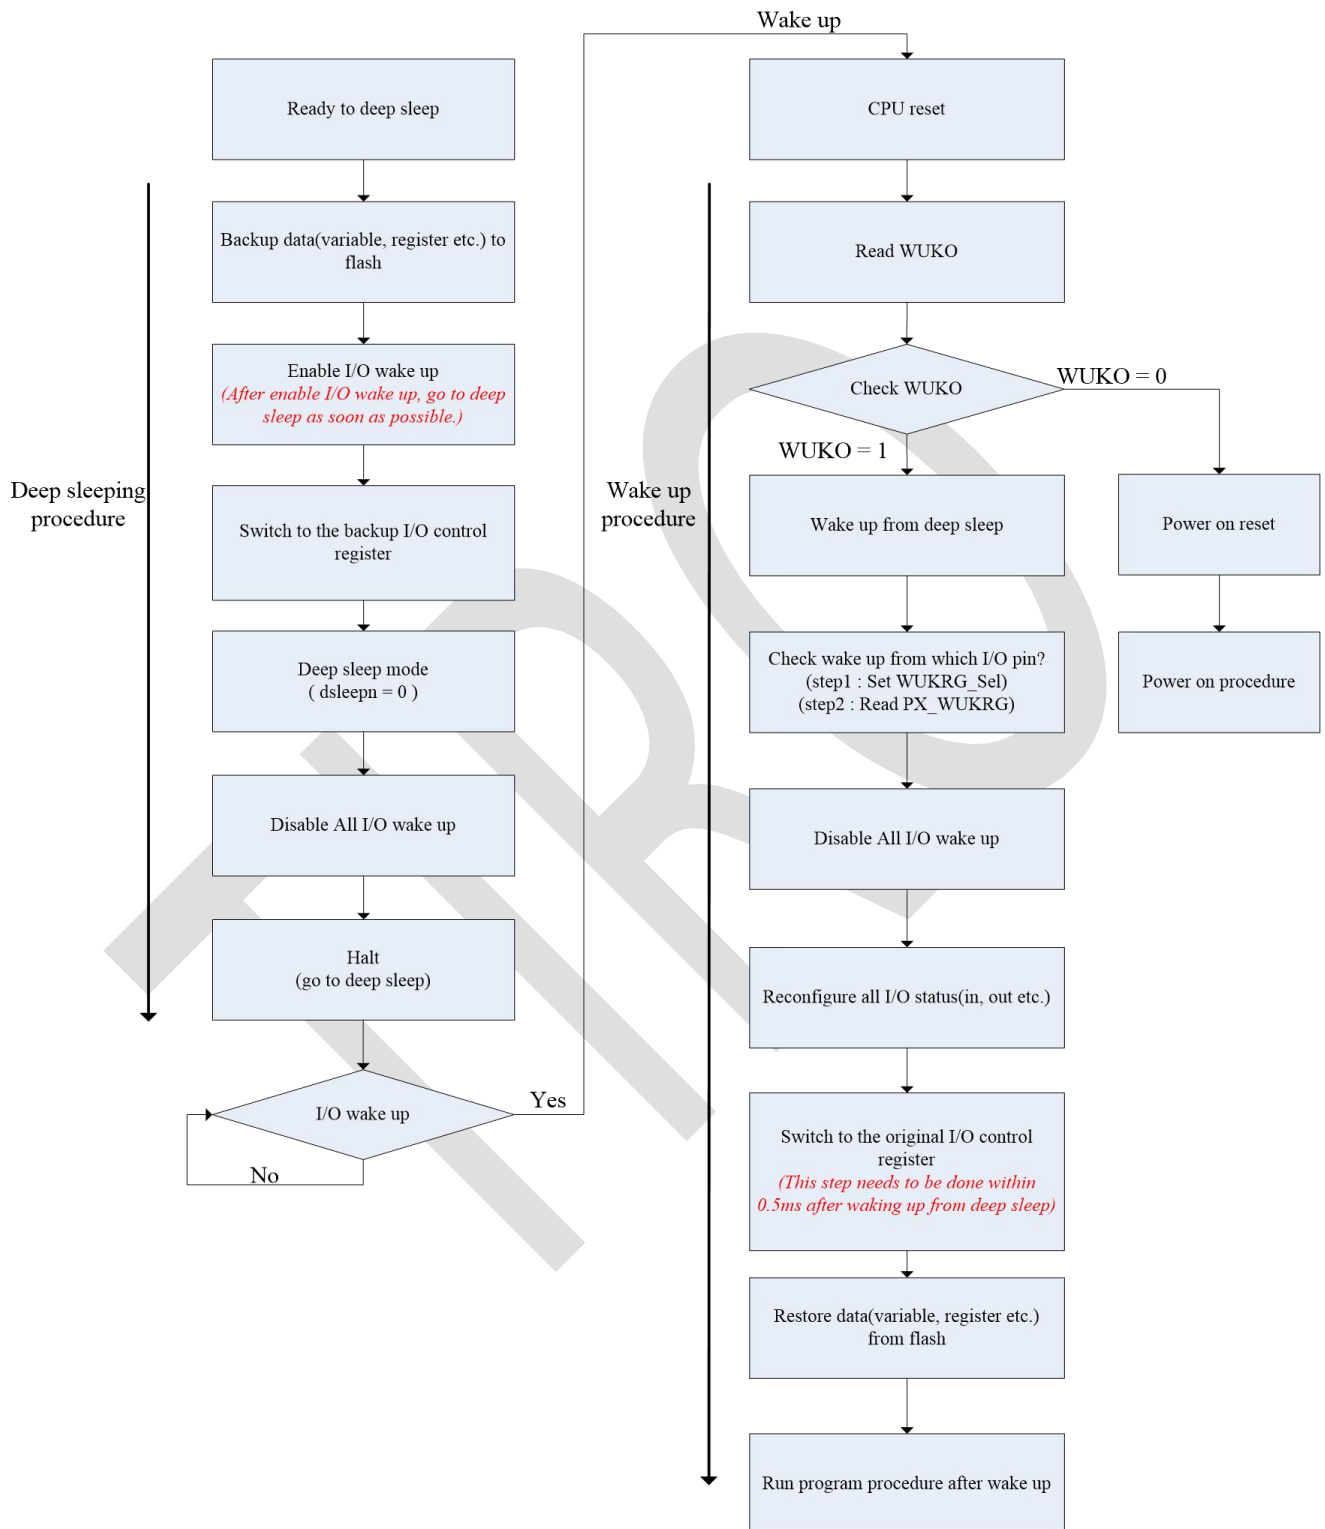 Wake up
Ready to deep sleep
Backup data(variable, register etc.) to
flash
Enable I/O wake up
(After enable I/O wake up, go to deep
sleep as soon as possible.)
Deep sleeping
procedure
Switch to the backup I/O control
register
Deep sleep mode
( dsleepn = 0 )
Disable All I/O wake up
Halt
(go to deep sleep)
I/O wake up
Yes
No
CPU reset
Read WUKO
Check WUKO
WUKO = 0
WUKO = 1
Wake up
procedure
Wake up from deep sleep
Power on reset
Check wake up from which I/O pin?
(step1 : Set WUKRG_Sel)
(step2 : Read PX_WUKRG)
Power on procedure
Disable All I/O wake up
Reconfigure all I/O status(in, out etc.)
Switch to the original I/O control
register
(This step needs to be done within
0.5ms after waking up from deep sleep)
Restore data(variable, register etc.)
from flash
Run program procedure after wake up